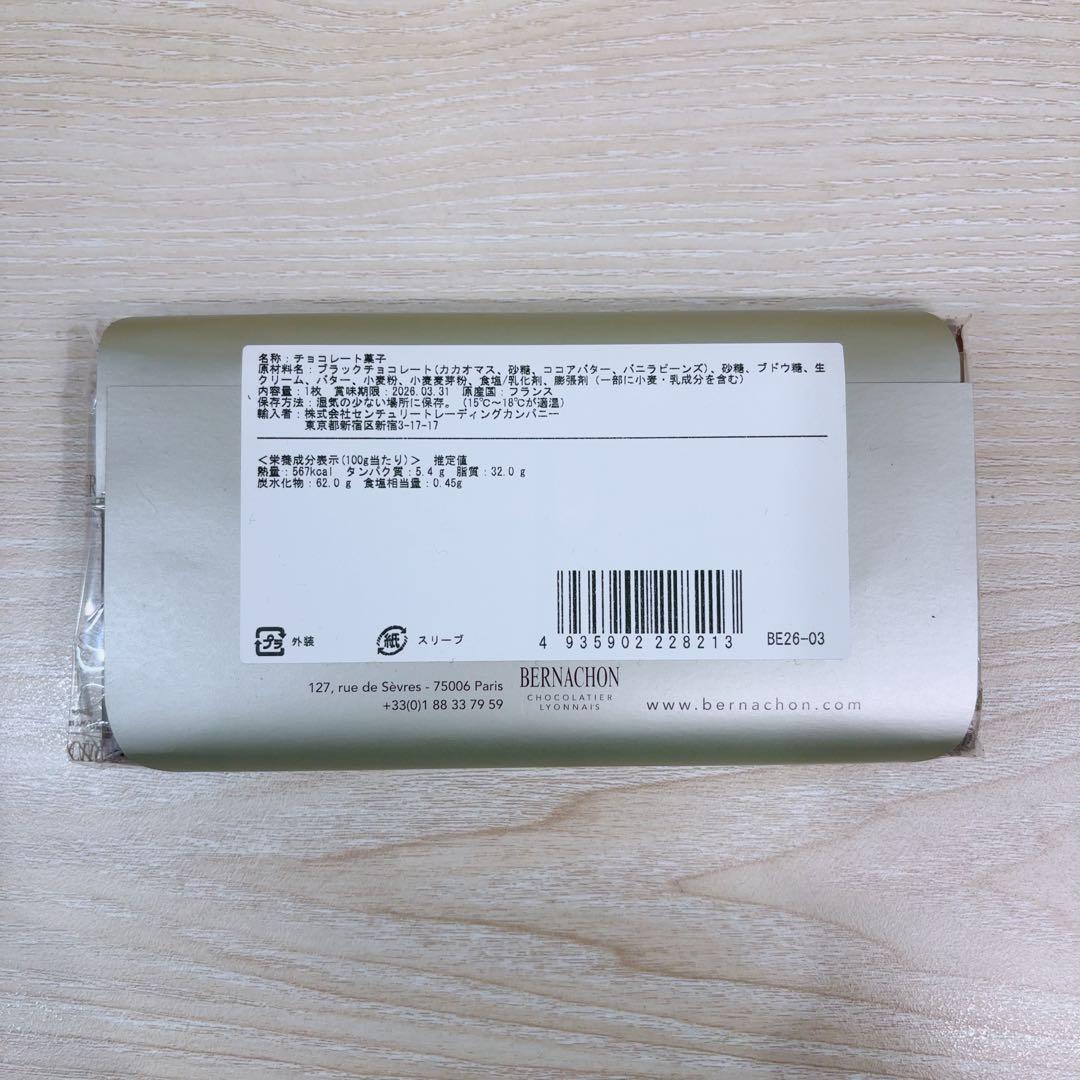 名称：チョコレート菓子
原材料名：ブラックチョコレート(カカオマス、砂糖、ココアバター、バニラビーンズ)、砂糖、ブドウ糖、生
クリーム、バター、小麦粉、小麦麦芽粉、食塩/乳化剤、膨張剤（一部に小麦・乳成分を含む）
内容量：1枚　賞味期限：2026.03.31　原産国：フランス
保存方法：湿気の少ない場所に保存。(15℃～18℃が適温)
輸入者：株式会社センチュリートレーディングカンパニー
東京都新宿区新宿3-17-17
＜栄養成分表示(100g当たり)＞　推定値
熱量：567kcal　タンパク質：5.4 g　脂質：32.0 g
炭水化物：62.0 g　食塩相当量：0.45g
プラ 外装 紙 スリーブ 4 935902 228213 BE26-03
127, rue de Sèvres - 75006 Paris
+33(0)1 88 33 79 59
BERNACHON
CHOCOLATIER
LYONNAIS
www.bernachon.com